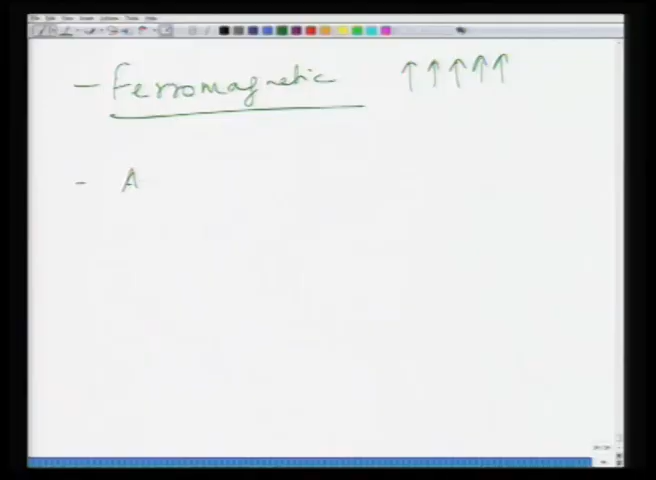 - Ferromagnetic ↑↑↑↑↑
- A